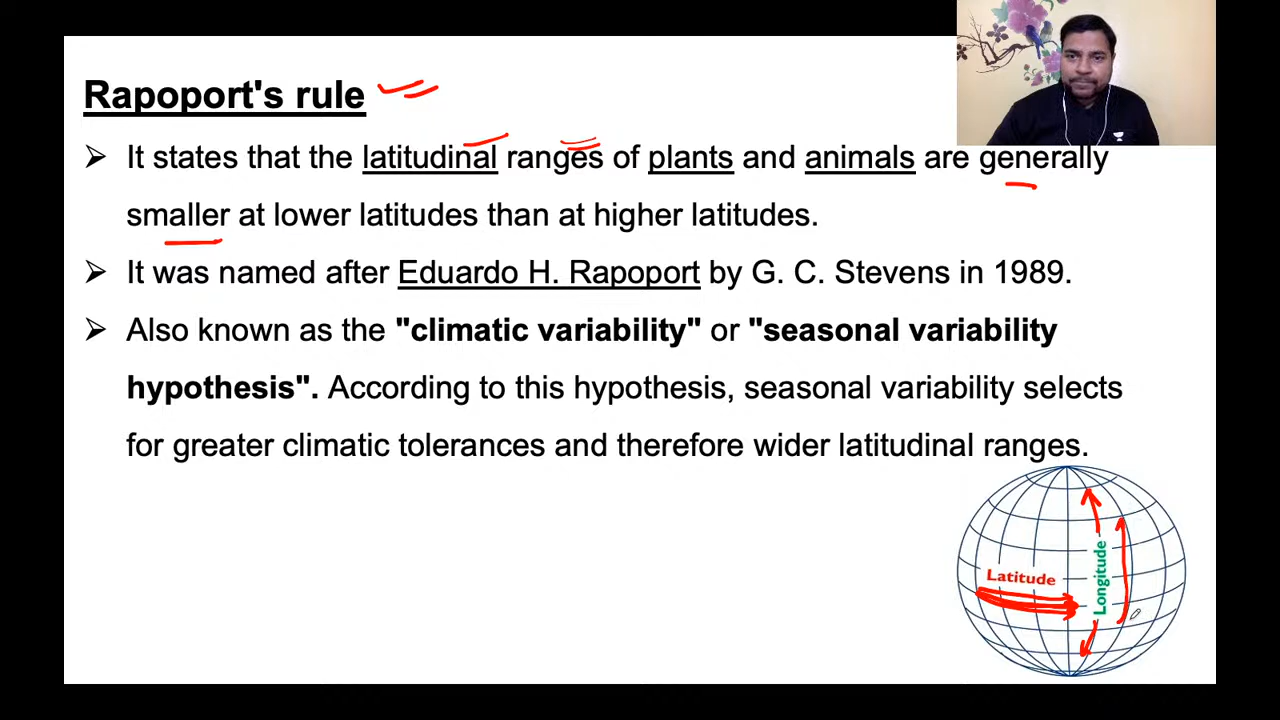 Rapoport's rule
➢ It states that the latitudinal ranges of plants and animals are generally
smaller at lower latitudes than at higher latitudes.
➢ It was named after Eduardo H. Rapoport by G. C. Stevens in 1989.
➢ Also known as the "climatic variability" or "seasonal variability
hypothesis". According to this hypothesis, seasonal variability selects
for greater climatic tolerances and therefore wider latitudinal ranges.
Latitude
Longitude